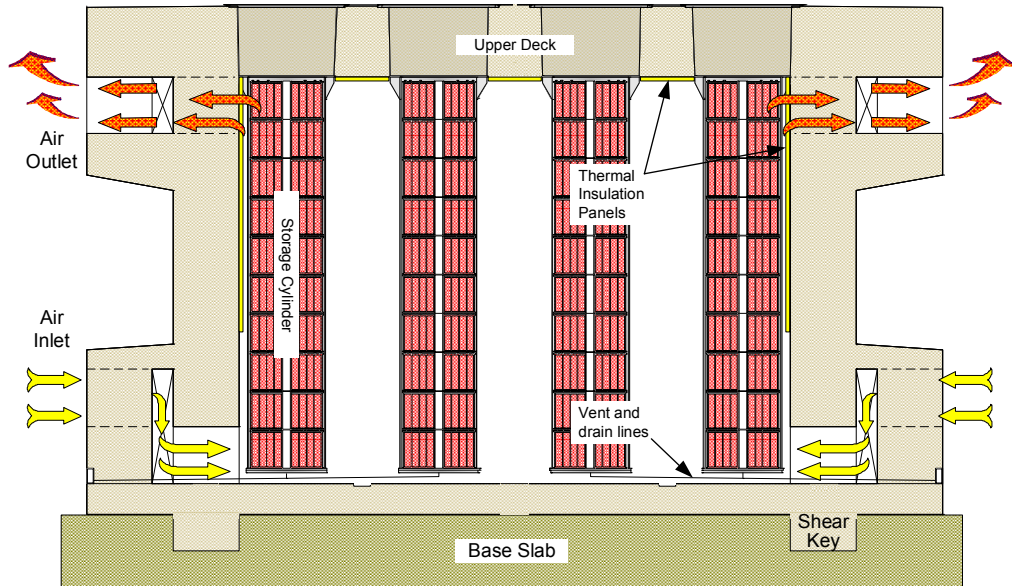 Upper Deck
Air
Outlet
Thermal
Insulation
Panels
Storage Cylinder
Air
Inlet
Vent and
drain lines
Shear
Key
Base Slab